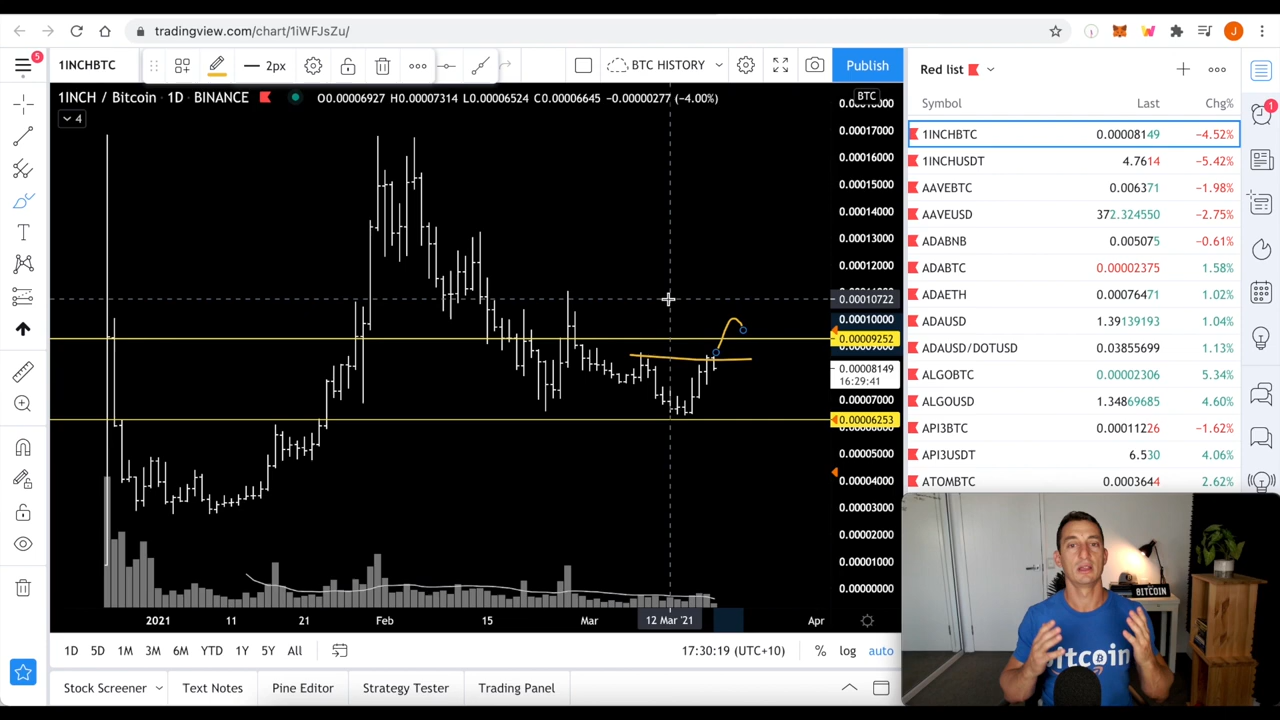 tradingview.com/chart/1iWFJsZu/
J
5
1INCHBTC
2px
BTC HISTORY
Publish
Red list
1INCH / Bitcoin · 1D · BINANCE
O0.00006927 H0.00007314 L0.00006524 C0.00006645 −0.00000277 (−4.00%)
BTC
4
Symbol Last Chg%
1INCHBTC 0.00008149 −4.52%
1INCHUSDT 4.7614 −5.42%
AAVEBTC 0.006371 −1.98%
AAVEUSD 372.324550 −2.75%
ADABNB 0.005075 −0.61%
ADABTC 0.00002375 1.58%
ADAETH 0.00076471 1.02%
ADAUSD 1.39139193 1.04%
ADAUSD/DOTUSD 0.03855699 1.13%
ALGOBTC 0.00002306 5.34%
ALGOUSD 1.34869685 4.60%
API3BTC 0.00011226 −1.62%
API3USDT 6.530 4.06%
ATOMBTC 0.0003644 2.62%
1
0.00017000
0.00016000
0.00015000
0.00014000
0.00013000
0.00012000
0.00010722
0.00010000
0.00009252
0.00008149
16:29:41
0.00007000
0.00006253
0.00005000
0.00004000
0.00003000
0.00002000
0.00001000
0.00000000
2021 11 21 Feb 15 Mar 12 Mar '21 Apr
1D 5D 1M 3M 6M YTD 1Y 5Y All
17:30:19 (UTC+10) % log auto
Stock Screener Text Notes Pine Editor Strategy Tester Trading Panel
BITCOIN
bitcoin